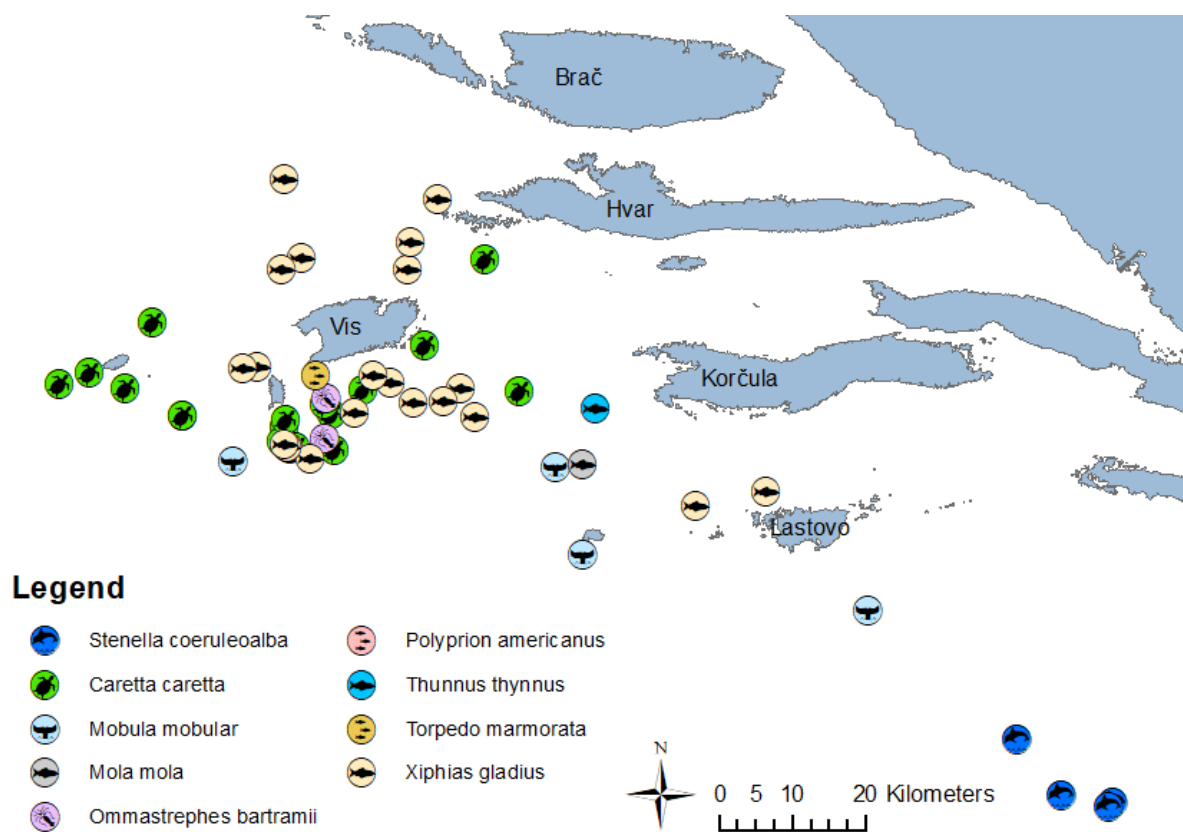 Brač
Hvar
Vis
Korčula
Lastovo
Legend
Stenella coeruleoalba
Polyprion americanus
Caretta caretta
Thunnus thynnus
Mobula mobular
Torpedo marmorata
Mola mola
Xiphias gladius
Ommastrephes bartramii
N
0 5 10 20 Kilometers